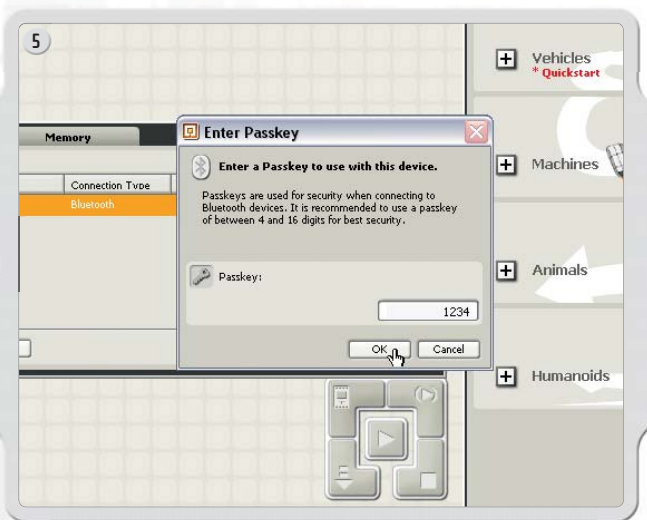 5
Vehicles
* Quickstart
Machines
Animals
Humanoids
Memory
Connection Type
Bluetooth
Enter Passkey
Enter a Passkey to use with this device.
Passkeys are used for security when connecting to
Bluetooth devices. It is recommended to use a passkey
of between 4 and 16 digits for best security.
Passkey:
1234
OK
Cancel